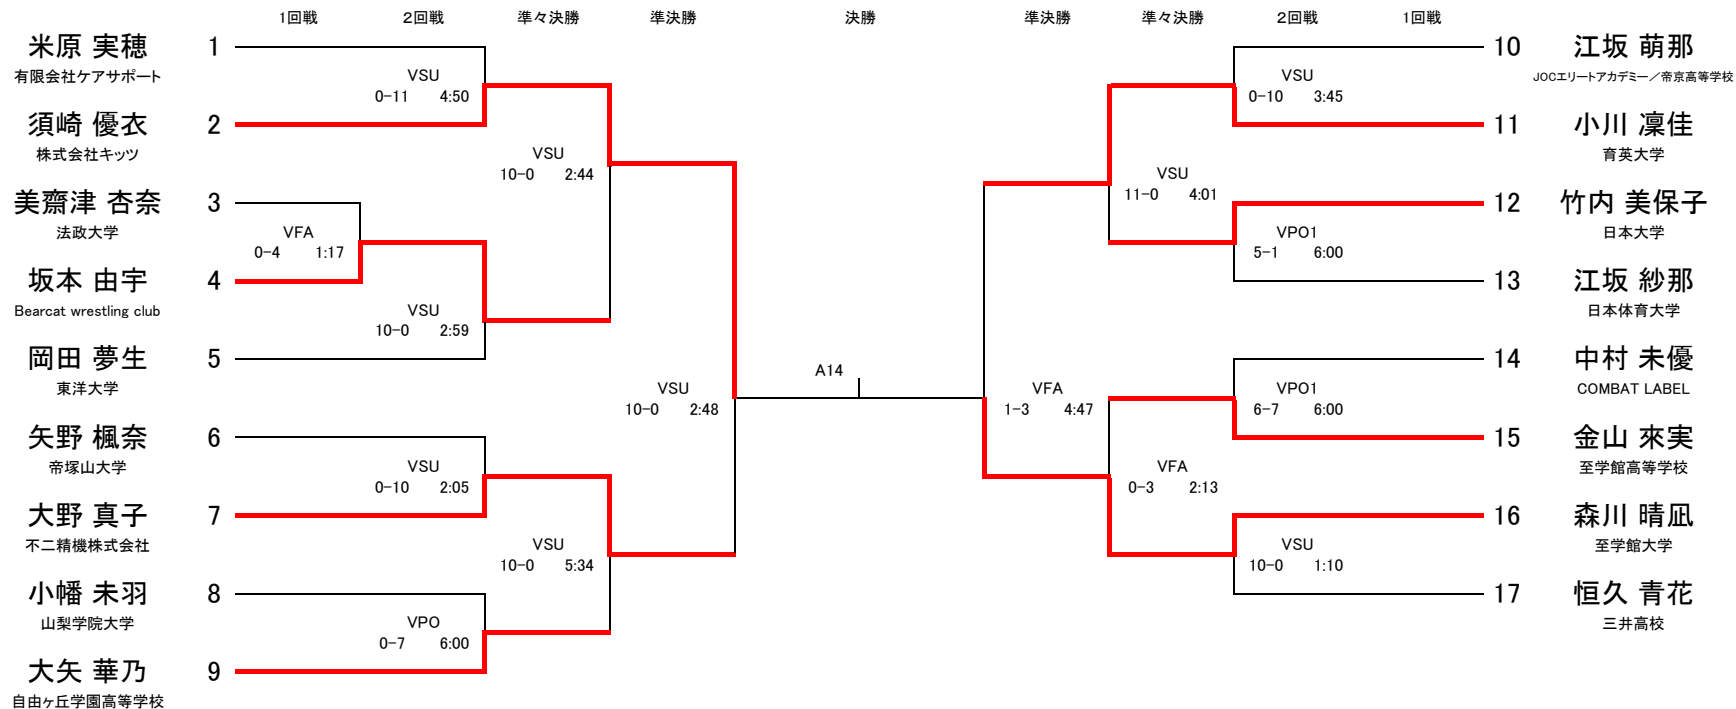 1回戦 2回戦 準々決勝 準決勝 決勝 準決勝 準々決勝 2回戦 1回戦
米原 実穂 1
有限会社ケアサポート
VSU
0-11 4:50
須崎 優衣 2
株式会社キッツ
VSU
10-0 2:44
美齋津 杏奈 3
法政大学
VFA
0-4 1:17
坂本 由宇 4
Bearcat wrestling club
VSU
10-0 2:59
岡田 夢生 5
東洋大学
VSU
10-0 2:48
矢野 楓奈 6
帝塚山大学
VSU
0-10 2:05
大野 真子 7
不二精機株式会社
VSU
10-0 5:34
小幡 未羽 8
山梨学院大学
VPO
0-7 6:00
大矢 華乃 9
自由ヶ丘学園高等学校
A14
10 江坂 萌那
JOCエリートアカデミー/帝京高等学校
VSU
0-10 3:45
11 小川 凜佳
育英大学
VSU
11-0 4:01
12 竹内 美保子
日本大学
VPO1
5-1 6:00
13 江坂 紗那
日本体育大学
VFA
1-3 4:47
14 中村 未優
COMBAT LABEL
VPO1
6-7 6:00
15 金山 來実
至学館高等学校
VFA
0-3 2:13
16 森川 晴凪
至学館大学
VSU
10-0 1:10
17 恒久 青花
三井高校